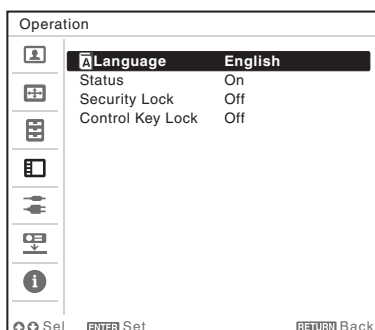 Operation
Language English
Status On
Security Lock Off
Control Key Lock Off
Sel ENTER Set RETURN Back